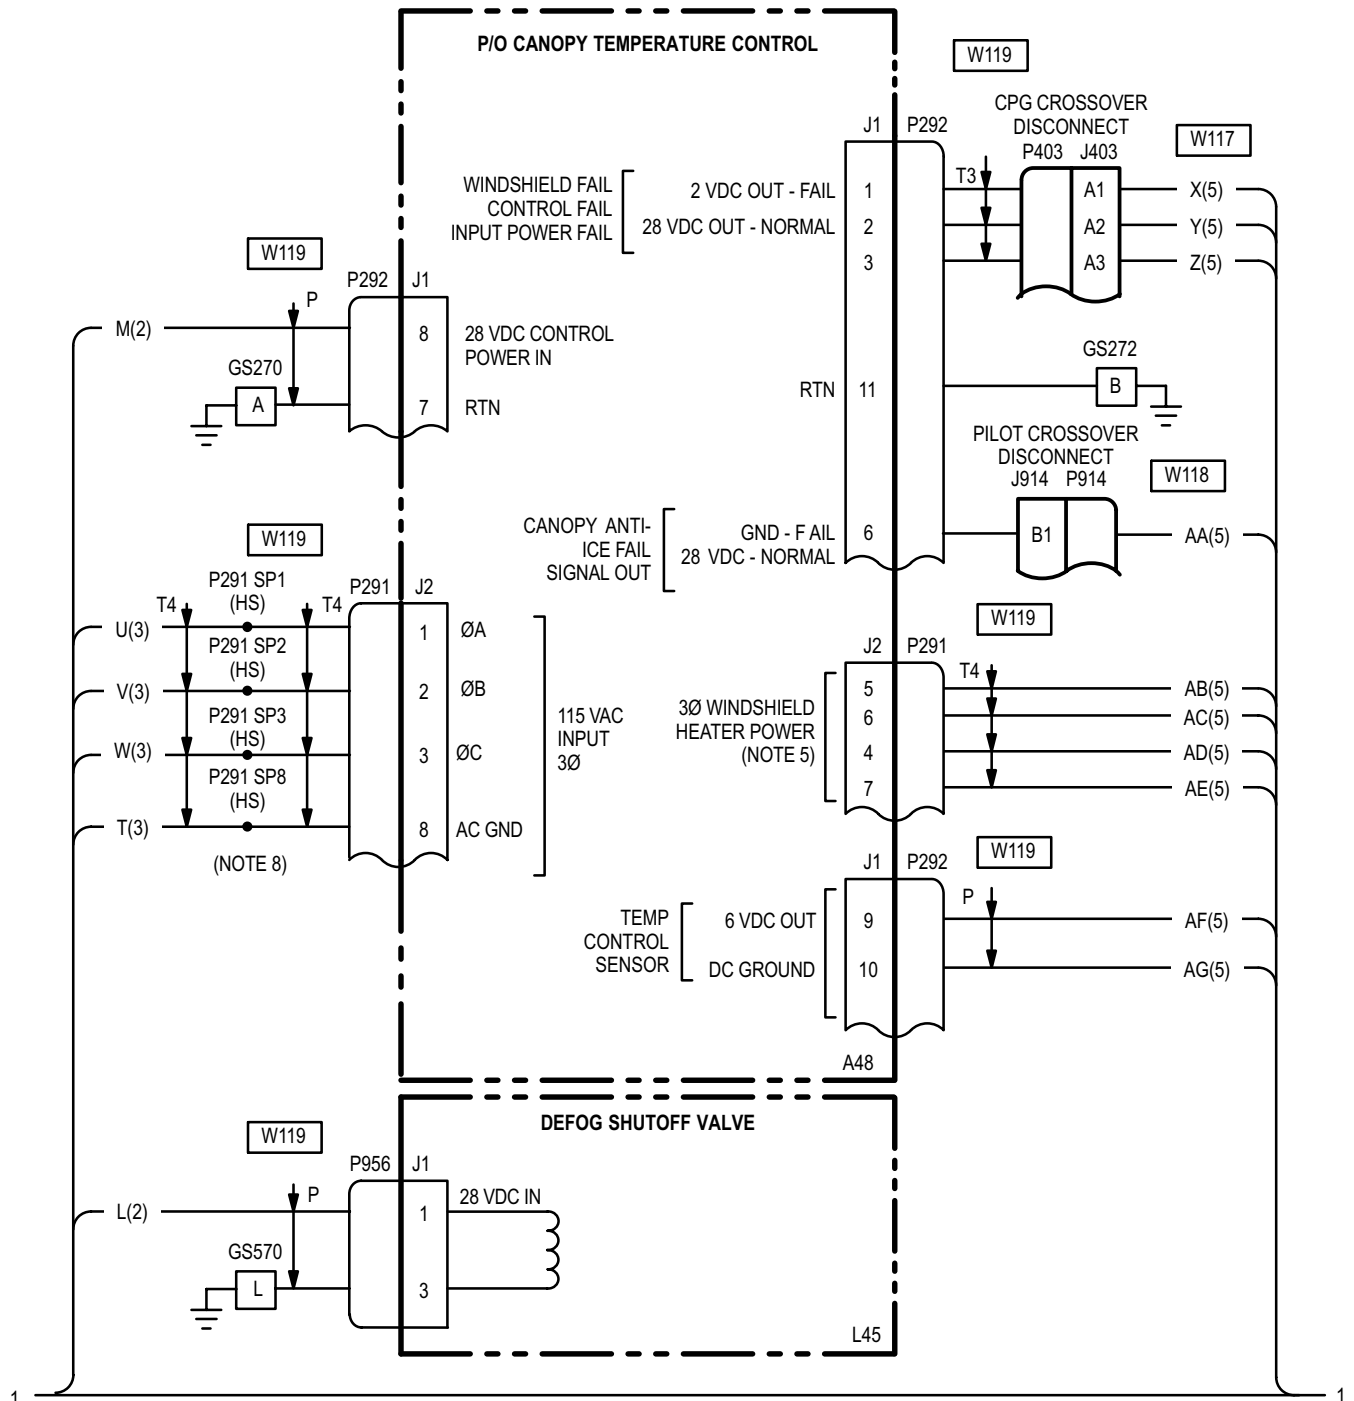 P/O CANOPY TEMPERATURE CONTROL
W119
CPG CROSSOVER
DISCONNECT
J1 P292
P403 J403
W117
T3
WINDSHIELD FAIL
CONTROL FAIL
INPUT POWER FAIL
2 VDC OUT - FAIL 1 A1 X(5)
28 VDC OUT - NORMAL 2 A2 Y(5)
3 A3 Z(5)
W119
P292 J1
P
M(2) 8 28 VDC CONTROL
POWER IN
GS270
A 7 RTN
GS272
RTN 11 B
PILOT CROSSOVER
DISCONNECT
J914 P914
W118
CANOPY ANTI-
ICE FAIL
SIGNAL OUT
GND - F AIL 6 B1 AA(5)
28 VDC - NORMAL
W119
P291 SP1
(HS)
P291 J2
T4 T4
U(3) 1 ØA
P291 SP2
(HS)
V(3) 2 ØB
P291 SP3
(HS)
W(3) 3 ØC
P291 SP8
(HS)
T(3) 8 AC GND
(NOTE 8)
115 VAC
INPUT
3Ø
W119
J2 P291
T4
3Ø WINDSHIELD
HEATER POWER
(NOTE 5)
5 AB(5)
6 AC(5)
4 AD(5)
7 AE(5)
W119
J1 P292
P
TEMP
CONTROL
SENSOR
6 VDC OUT 9 AF(5)
DC GROUND 10 AG(5)
A48
DEFOG SHUTOFF VALVE
W119
P956 J1
P
L(2) 1 28 VDC IN
GS570
L 3
L45
1 1